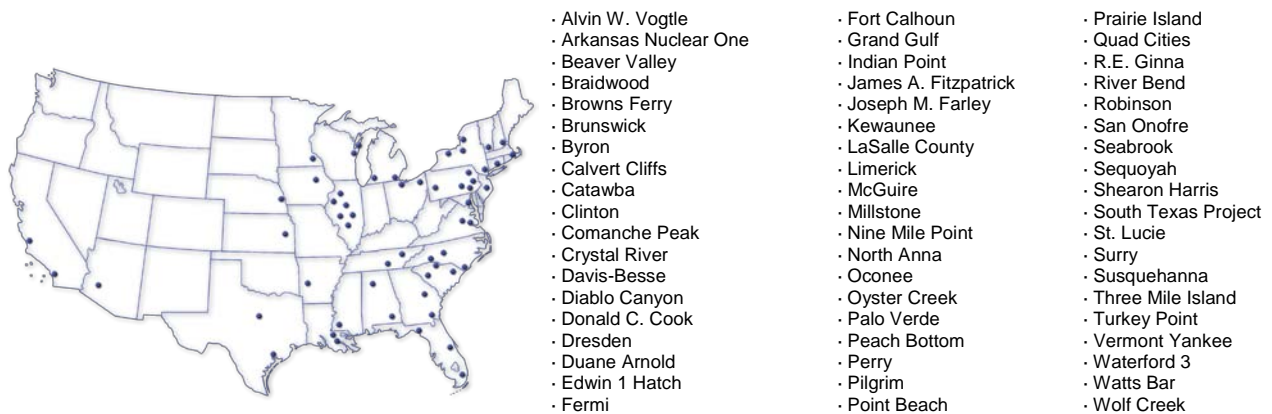 · Alvin W. Vogtle
· Arkansas Nuclear One
· Beaver Valley
· Braidwood
· Browns Ferry
· Brunswick
· Byron
· Calvert Cliffs
· Catawba
· Clinton
· Comanche Peak
· Crystal River
· Davis-Besse
· Diablo Canyon
· Donald C. Cook
· Dresden
· Duane Arnold
· Edwin 1 Hatch
· Fermi
· Fort Calhoun
· Grand Gulf
· Indian Point
· James A. Fitzpatrick
· Joseph M. Farley
· Kewaunee
· LaSalle County
· Limerick
· McGuire
· Millstone
· Nine Mile Point
· North Anna
· Oconee
· Oyster Creek
· Palo Verde
· Peach Bottom
· Perry
· Pilgrim
· Point Beach
· Prairie Island
· Quad Cities
· R.E. Ginna
· River Bend
· Robinson
· San Onofre
· Seabrook
· Sequoyah
· Shearon Harris
· South Texas Project
· St. Lucie
· Surry
· Susquehanna
· Three Mile Island
· Turkey Point
· Vermont Yankee
· Waterford 3
· Watts Bar
· Wolf Creek